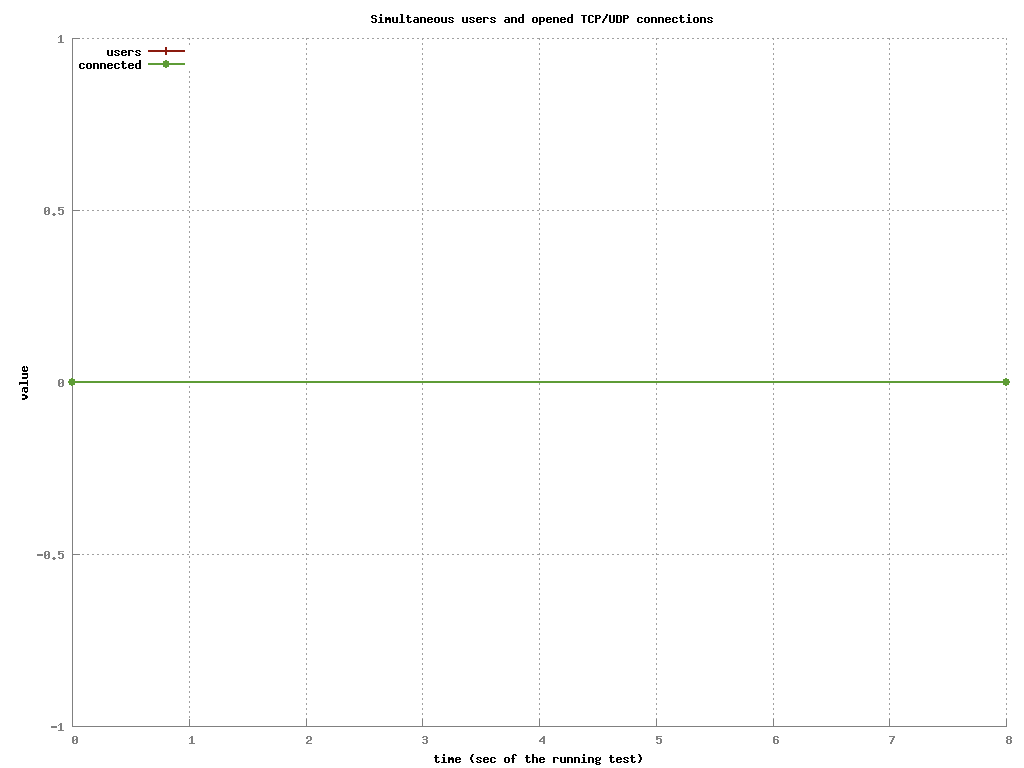 Simultaneous users and opened TCP/UDP connections
1
users
connected
0.5
value
0
-0.5
-1
0 1 2 3 4 5 6 7 8
time (sec of the running test)